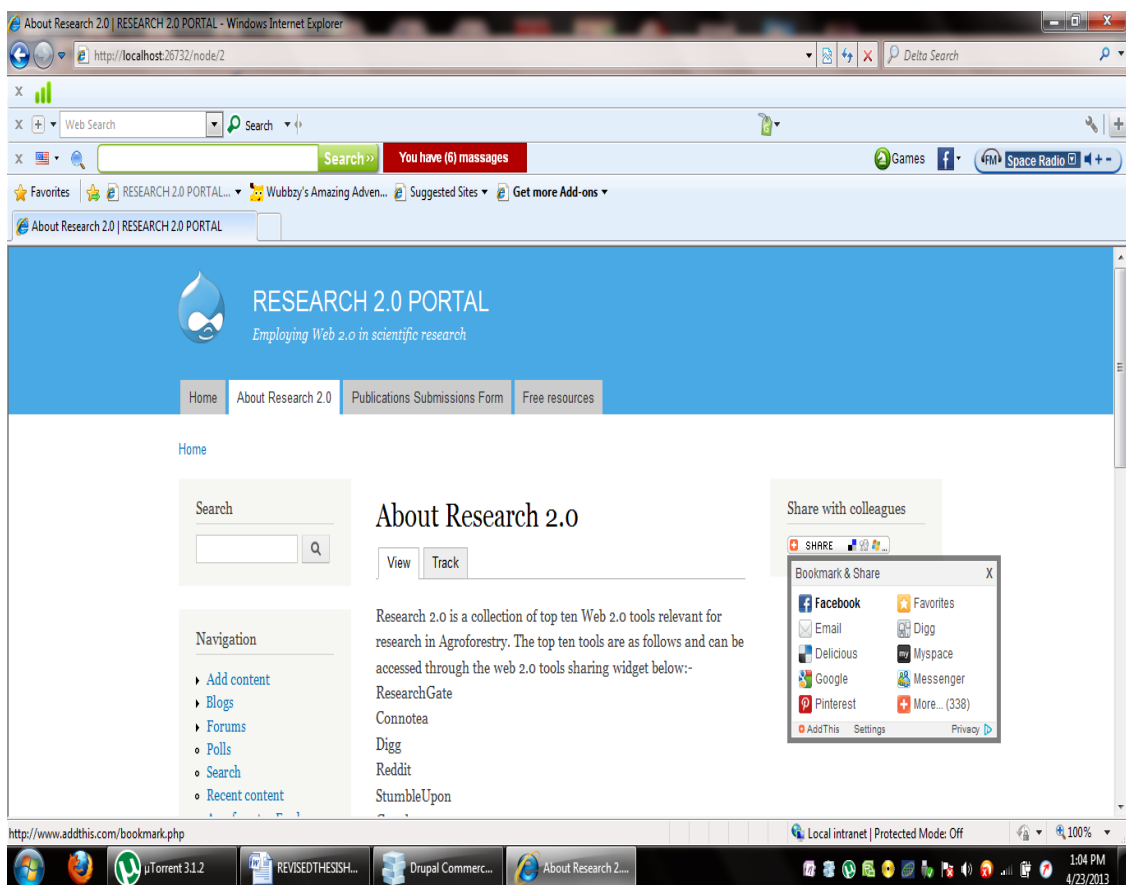 About Research 2.0 | RESEARCH 2.0 PORTAL - Windows Internet Explorer
http://localhost:26732/node/2
Delta Search
X
X Web Search Search
X Search» You have (6) massages Games FM Space Radio + -
Favorites RESEARCH 2.0 PORTAL... Wubbzy's Amazing Adven... Suggested Sites Get more Add-ons
About Research 2.0 | RESEARCH 2.0 PORTAL
RESEARCH 2.0 PORTAL
Employing Web 2.0 in scientific research
Home About Research 2.0 Publications Submissions Form Free resources
Home
Search
Navigation
Add content
Blogs
Forums
Polls
Search
Recent content
About Research 2.0
View Track
Research 2.0 is a collection of top ten Web 2.0 tools relevant for
research in Agroforestry. The top ten tools are as follows and can be
accessed through the web 2.0 tools sharing widget below:-
ResearchGate
Connotea
Digg
Reddit
StumbleUpon
Share with colleagues
SHARE ...
Bookmark & Share X
Facebook Favorites
Email Digg
Delicious Myspace
Google Messenger
Pinterest More... (338)
AddThis Settings Privacy
http://www.addthis.com/bookmark.php
Local intranet | Protected Mode: Off 100%
µTorrent 3.1.2 REVISEDTHESISH... Drupal Commerc... About Research 2....
1:04 PM
4/23/2013